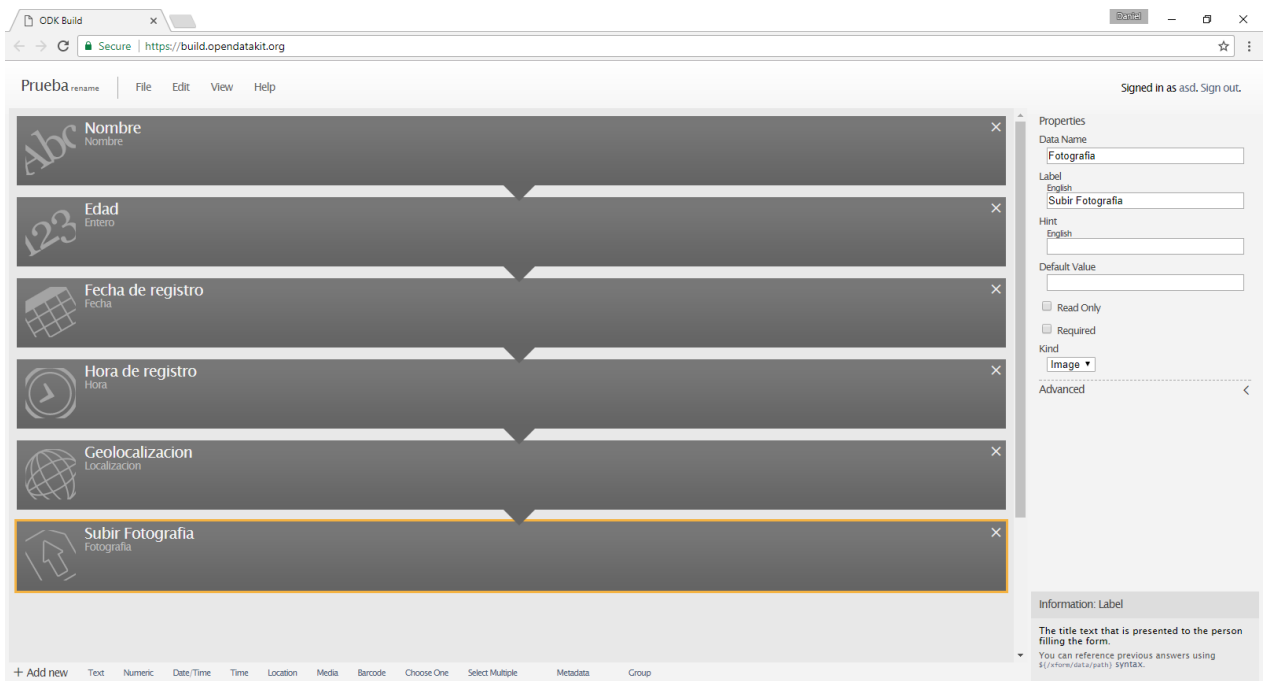 ODK Build
Daniel
Secure | https://build.opendatakit.org
Prueba rename File Edit View Help
Signed in as asd. Sign out.
Abc
Nombre
Nombre
123
Edad
Entero
Fecha de registro
Fecha
Hora de registro
Hora
Geolocalizacion
Localizacion
Subir Fotografia
Fotografia
+ Add new Text Numeric Date/Time Time Location Media Barcode Choose One Select Multiple Metadata Group
Properties
Data Name
Fotografia
Label
English
Subir Fotografia
Hint
English
Default Value
Read Only
Required
Kind
Image
Advanced
Information: Label
The title text that is presented to the person
filling the form.
You can reference previous answers using
${/xform/data/path} syntax.